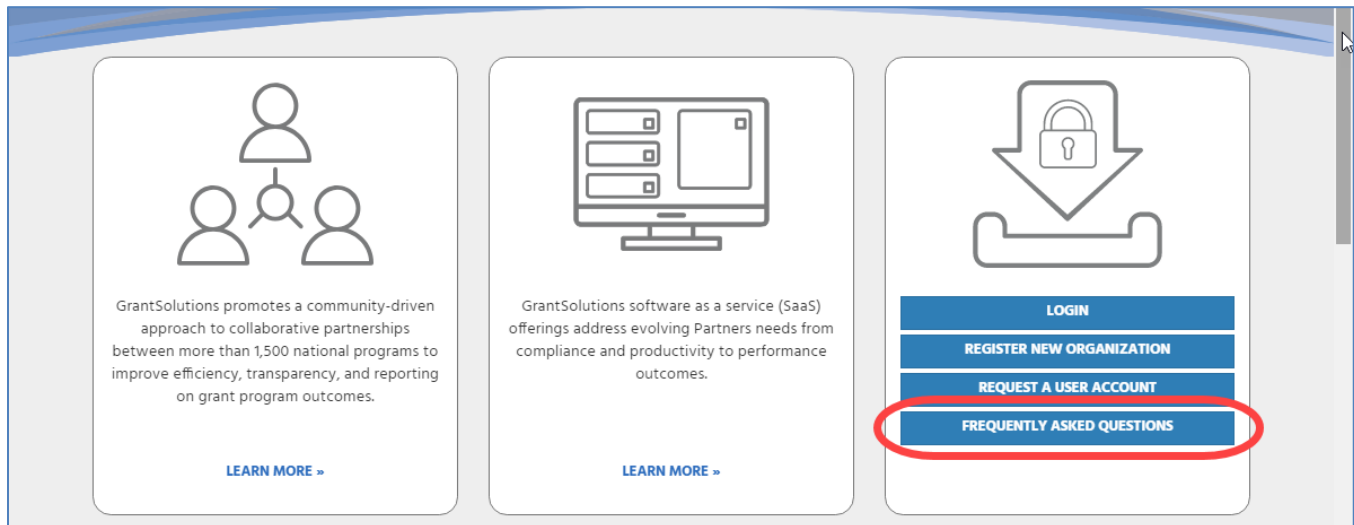 GrantSolutions promotes a community-driven
approach to collaborative partnerships
between more than 1,500 national programs to
improve efficiency, transparency, and reporting
on grant program outcomes.
LEARN MORE »
GrantSolutions software as a service (SaaS)
offerings address evolving Partners needs from
compliance and productivity to performance
outcomes.
LEARN MORE »
LOGIN
REGISTER NEW ORGANIZATION
REQUEST A USER ACCOUNT
FREQUENTLY ASKED QUESTIONS